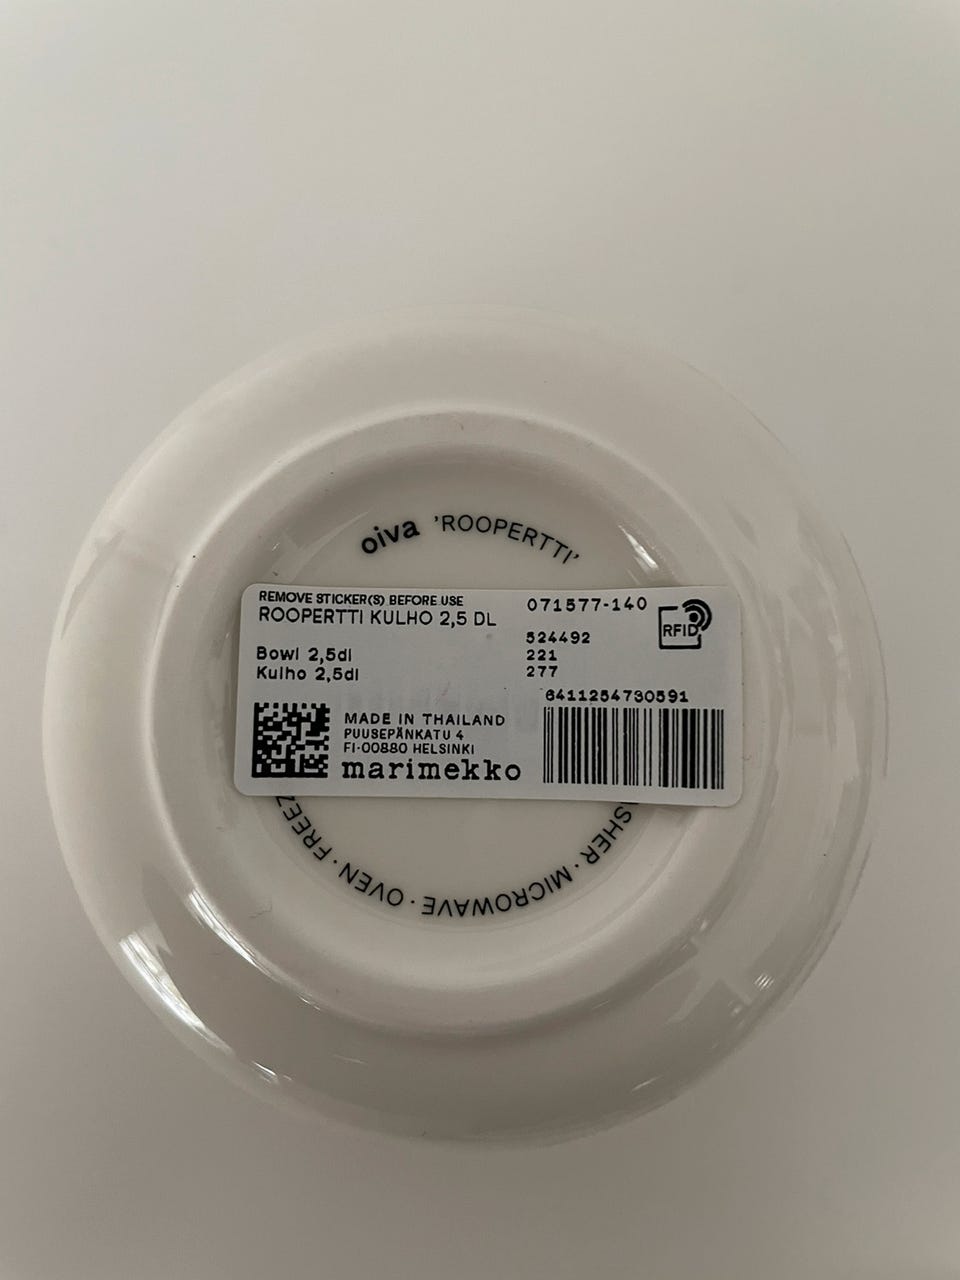 oiva 'ROOPERTTI'
REMOVE STICKER(S) BEFORE USE
ROOPERTTI KULHO 2,5 DL
071577-140
RFID
524492
Bowl 2,5dl
221
Kulho 2,5dl
277
6411254730591
MADE IN THAILAND
PUUSEPÄNKATU 4
FI-00880 HELSINKI
marimekko
ASHER · MICROWAVE · OVEN · FREEZ